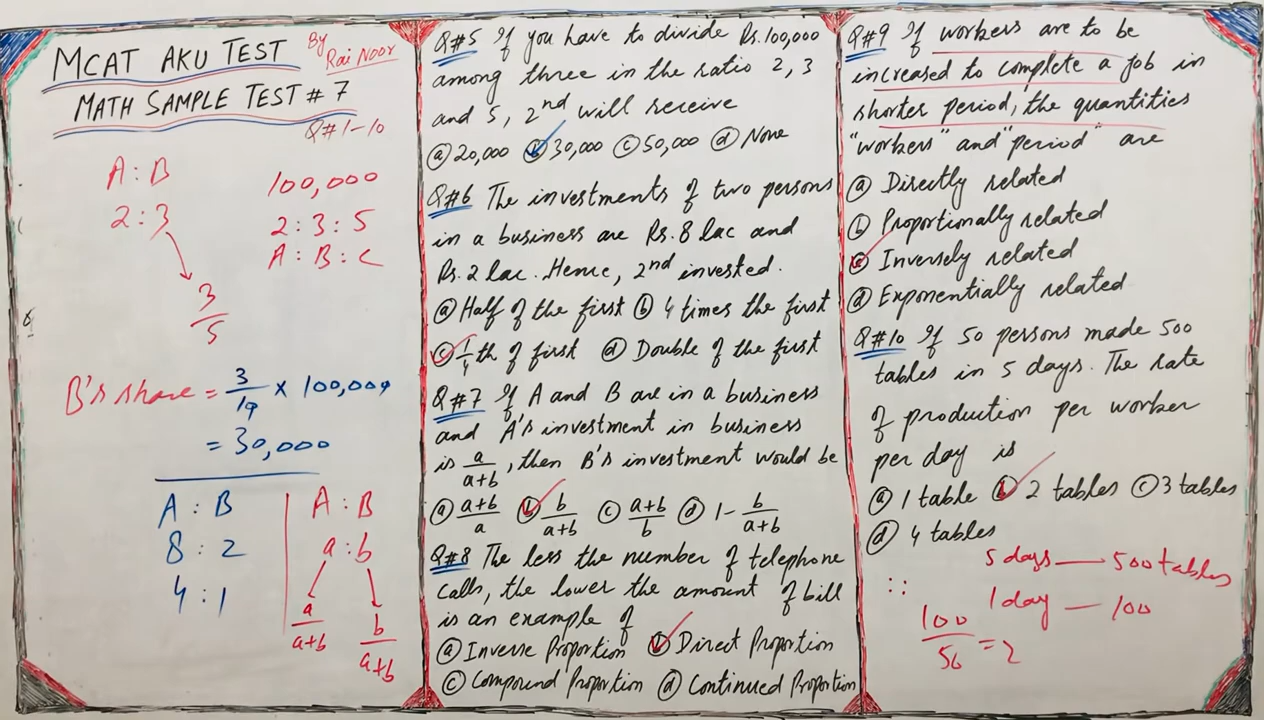 MCAT AKU TEST
By Rai Noor
MATH SAMPLE TEST # 7
Q#1-10
A : B
2 : 3
3/5
100,000
2 : 3 : 5
A : B : C
B's share = 3/10 × 100,000
= 30,000
A : B
8 : 2
4 : 1
A : B
a : b
a/a+b
b/a+b
Q#5 If you have to divide Rs.100,000
among three in the ratio 2, 3
and 5, 2nd will receive
ⓐ 20,000 ⓑ 30,000 ⓒ 50,000 ⓓ None
Q#6 The investments of two persons
in a business are Rs. 8 lac and
Rs. 2 lac. Hence, 2nd invested.
ⓐ Half of the first ⓑ 4 times the first
ⓒ 1/4th of first ⓓ Double of the first
Q#7 If A and B are in a business
and A's investment in business
is a/a+b, then B's investment would be
ⓐ a+b/a ⓑ b/a+b ⓒ a+b/b ⓓ 1 - b/a+b
Q#8 The less the number of telephone
calls, the lower the amount of bill
is an example of
ⓐ Inverse Proportion ⓑ Direct Proportion
ⓒ Compound Proportion ⓓ Continued Proportion
Q#9 If workers are to be
increased to complete a job in
shorter period, the quantities
"workers" and "period" are
ⓐ Directly related
ⓑ Proportionally related
ⓒ Inversely related
ⓓ Exponentially related
Q#10 If 50 persons made 500
tables in 5 days. The rate
of production per worker
per day is
ⓐ 1 table ⓑ 2 tables ⓒ 3 tables
ⓓ 4 tables
5 days — 500 tables
∴ 1 day — 100
100/50 = 2